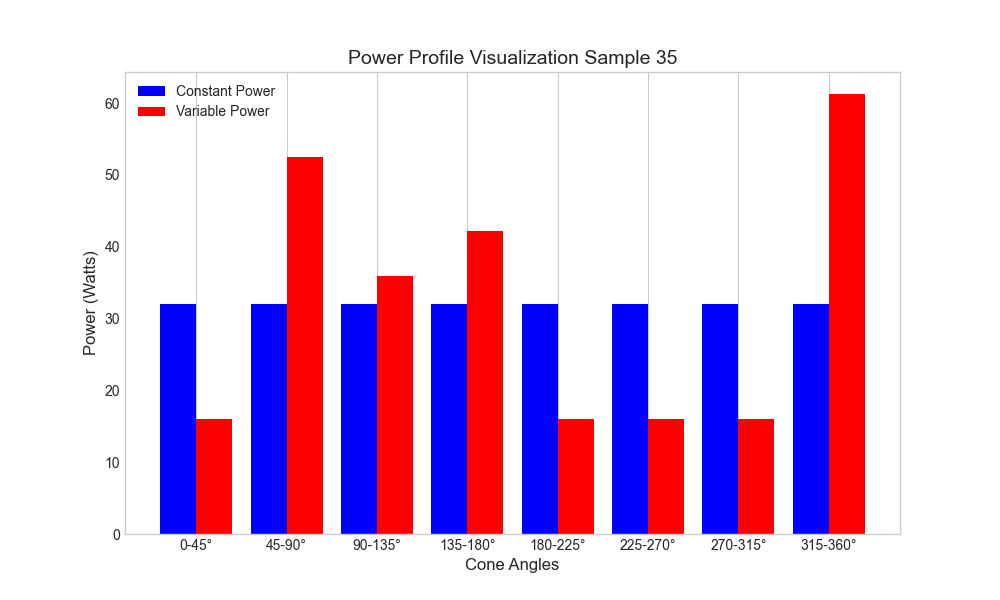 Power Profile Visualization Sample 35
Constant Power
Variable Power
Power (Watts)
60
50
40
30
20
10
0
0-45° 45-90° 90-135° 135-180° 180-225° 225-270° 270-315° 315-360°
Cone Angles